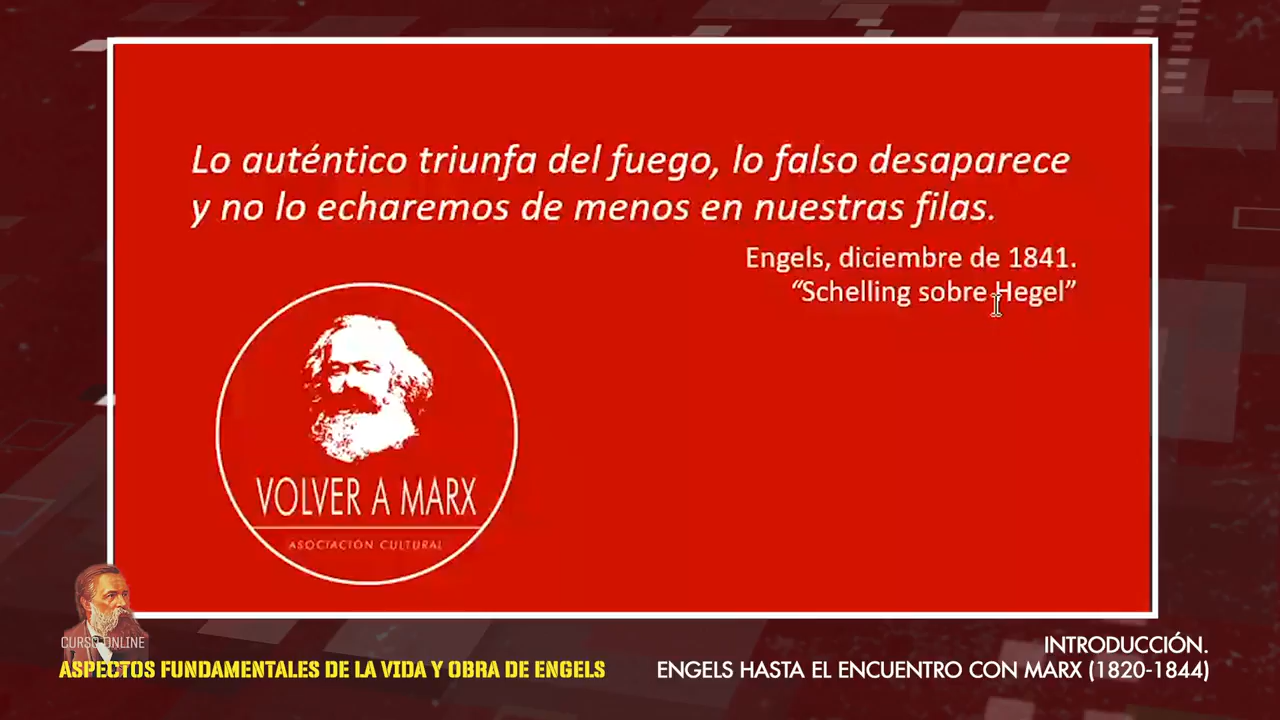 Lo auténtico triunfa del fuego, lo falso desaparece
y no lo echaremos de menos en nuestras filas.
Engels, diciembre de 1841.
“Schelling sobre Hegel”
VOLVER A MARX
ASOCIACIÓN CULTURAL
CURSO ONLINE
ASPECTOS FUNDAMENTALES DE LA VIDA Y OBRA DE ENGELS
INTRODUCCIÓN.
ENGELS HASTA EL ENCUENTRO CON MARX (1820-1844)